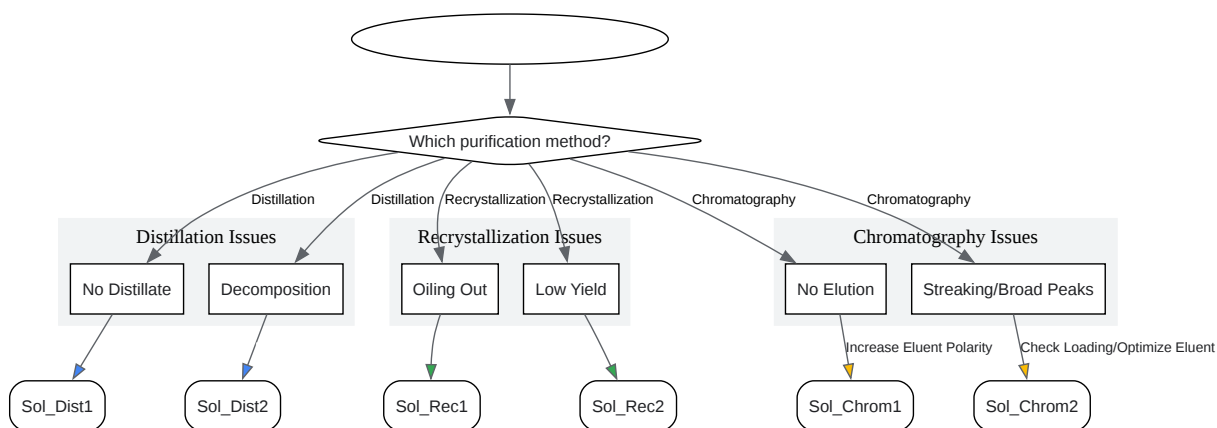 Which purification method?
Distillation
Distillation
Recrystallization
Recrystallization
Chromatography
Chromatography
Distillation Issues
Recrystallization Issues
Chromatography Issues
No Distillate
Decomposition
Oiling Out
Low Yield
No Elution
Streaking/Broad Peaks
Increase Eluent Polarity
Check Loading/Optimize Eluent
Sol_Dist1
Sol_Dist2
Sol_Rec1
Sol_Rec2
Sol_Chrom1
Sol_Chrom2